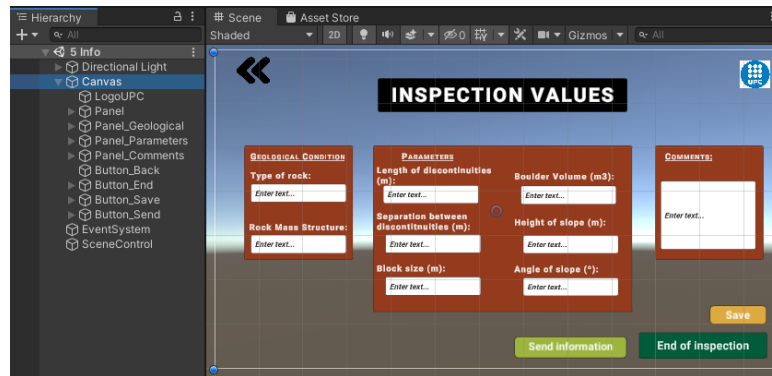 Hierarchy
All
5 Info
Directional Light
Canvas
LogoUPC
Panel
Panel_Geological
Panel_Parameters
Panel_Comments
Button_Back
Button_End
Button_Save
Button_Send
EventSystem
SceneControl
Scene
Asset Store
Shaded
2D
0
Gizmos
All
INSPECTION VALUES
UPC
GEOLOGICAL CONDITION
Type of rock:
Enter text...
Rock Mass Structure:
Enter text...
PARAMETERS
Length of discontinuities
(m):
Enter text...
Separation between
discontitnuities (m):
Enter text...
Block size (m):
Enter text...
Boulder Volume (m3):
Enter text...
Height of slope (m):
Enter text...
Angle of slope (°):
Enter text...
COMMENTS:
Enter text...
Save
Send information
End of inspection